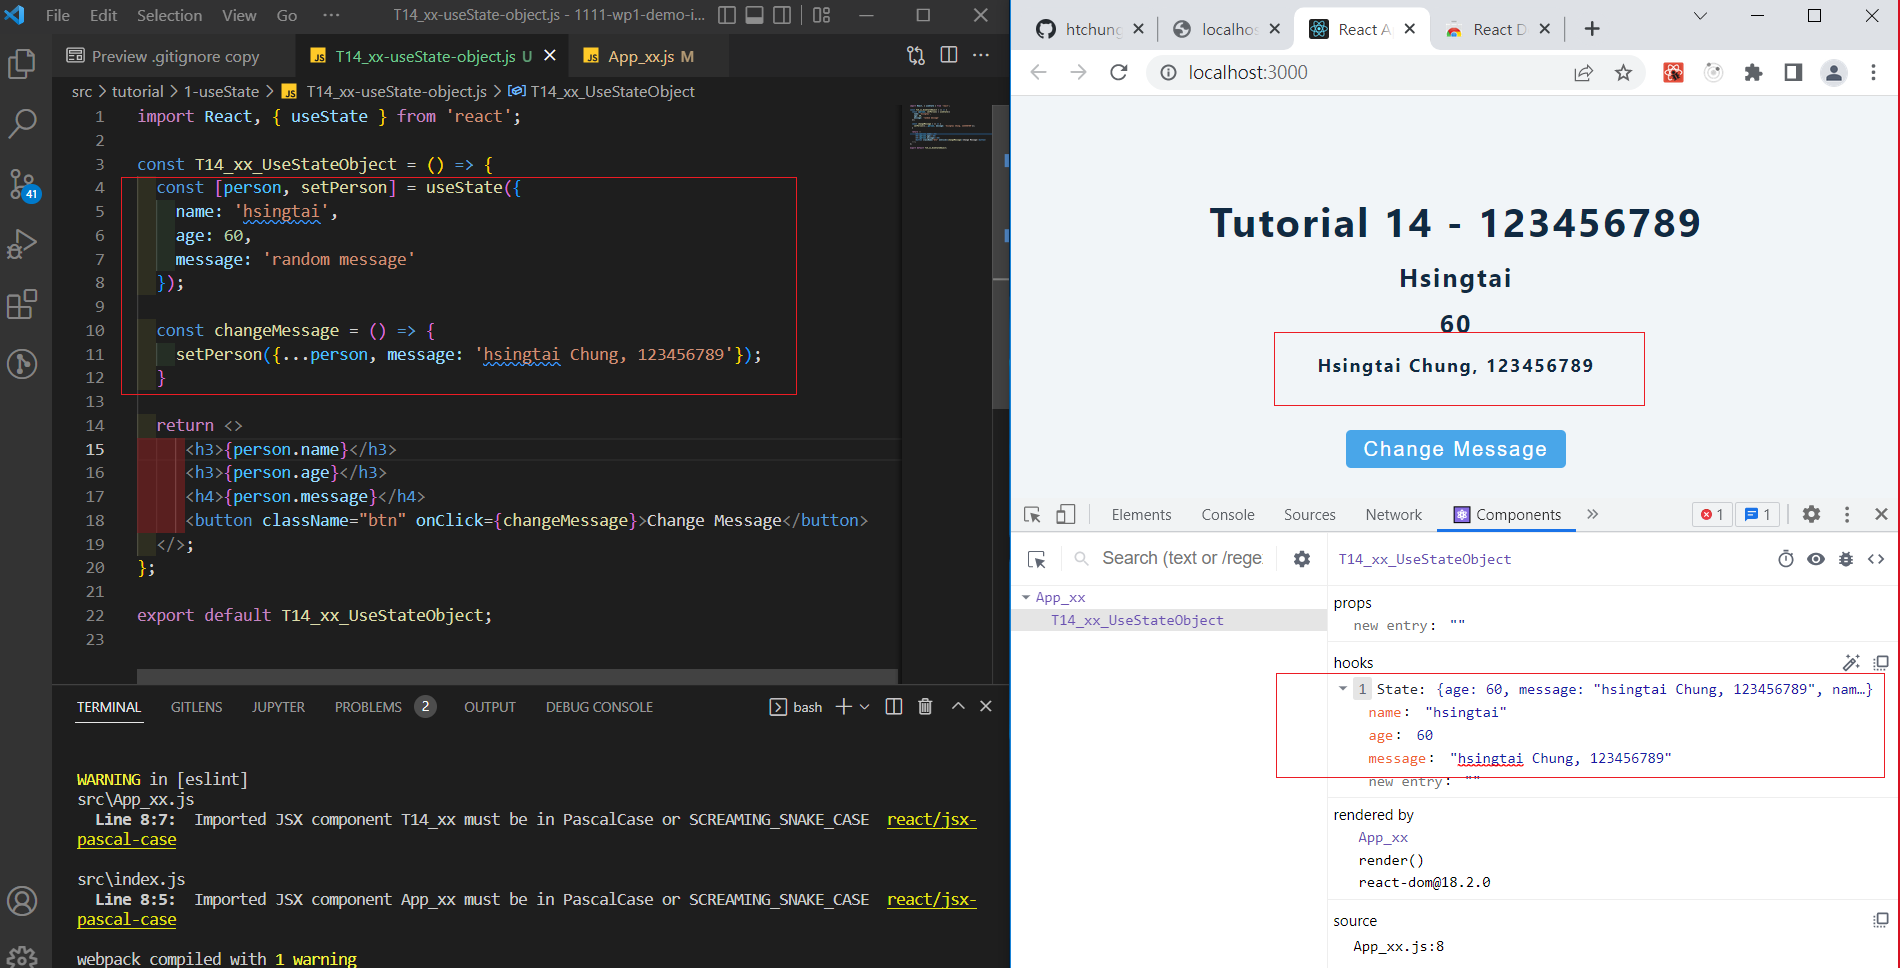 File Edit Selection View Go ··· T14_xx-useState-object.js - 1111-wp1-demo-i...
Preview .gitignore copy T14_xx-useState-object.js U App_xx.js M
src > tutorial > 1-useState > JS T14_xx-useState-object.js > T14_xx_UseStateObject
41
1 import React, { useState } from 'react';
2
3 const T14_xx_UseStateObject = () => {
4 const [person, setPerson] = useState({
5 name: 'hsingtai',
6 age: 60,
7 message: 'random message'
8 });
9
10 const changeMessage = () => {
11 setPerson({...person, message: 'hsingtai Chung, 123456789'});
12 }
13
14 return <>
15 <h3>{person.name}</h3>
16 <h3>{person.age}</h3>
17 <h4>{person.message}</h4>
18 <button className="btn" onClick={changeMessage}>Change Message</button>
19 </>;
20 };
21
22 export default T14_xx_UseStateObject;
23
TERMINAL GITLENS JUPYTER PROBLEMS 2 OUTPUT DEBUG CONSOLE bash
WARNING in [eslint]
src\App_xx.js
Line 8:7: Imported JSX component T14_xx must be in PascalCase or SCREAMING_SNAKE_CASE react/jsx-
pascal-case
src\index.js
Line 8:5: Imported JSX component App_xx must be in PascalCase or SCREAMING_SNAKE_CASE react/jsx-
pascal-case
webpack compiled with 1 warning
htchung localhos React A React D
localhost:3000
Tutorial 14 - 123456789
Hsingtai
60
Hsingtai Chung, 123456789
Change Message
Elements Console Sources Network Components » 1 1
Search (text or /rege T14_xx_UseStateObject
App_xx
T14_xx_UseStateObject
props
new entry: ""
hooks
1 State: {age: 60, message: "hsingtai Chung, 123456789", nam…}
name: "hsingtai"
age: 60
message: "hsingtai Chung, 123456789"
new entry: ""
rendered by
App_xx
render()
react-dom@18.2.0
source
App_xx.js:8